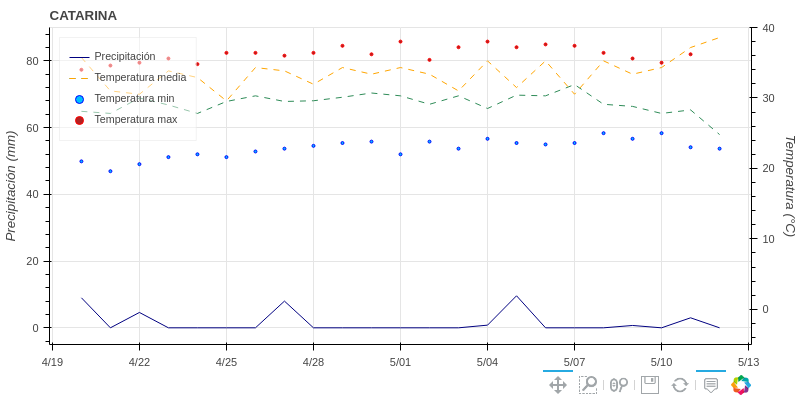 CATARINA
Precipitación
Temperatura media
Temperatura min
Temperatura max
80
60
40
20
0
Precipitación (mm)
40
30
20
10
0
Temperatura (°C)
4/19 4/22 4/25 4/28 5/01 5/04 5/07 5/10 5/13